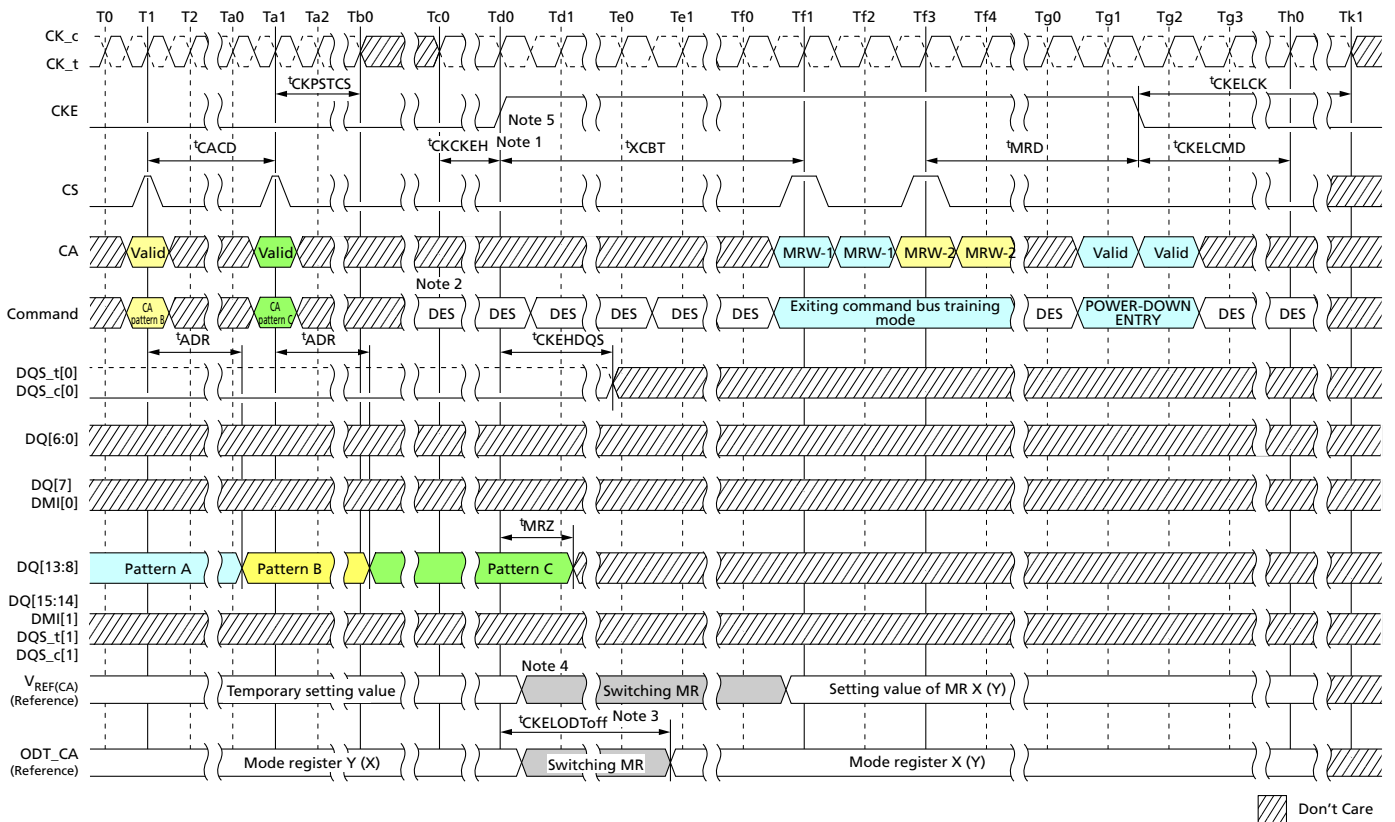 T0 T1 T2 Ta0 Ta1 Ta2 Tb0 Tc0 Td0 Td1 Te0 Te1 Tf0 Tf1 Tf2 Tf3 Tf4 Tg0 Tg1 Tg2 Tg3 Th0 Tk1
CK_c
CK_t
tCKPSTCS
tCKELCK
CKE
Note 5
tCACD
tCKCKEH
Note 1
tXCBT
tMRD
tCKELCMD
CS
CA
Valid
Valid
MRW-1
MRW-1
MRW-2
MRW-2
Valid
Valid
Note 2
Command
CA
pattern B
CA
pattern C
DES
DES
DES
DES
DES
DES
Exiting command bus training
mode
DES
POWER-DOWN
ENTRY
DES
DES
tADR
tADR
tCKEHDQS
DQS_t[0]
DQS_c[0]
DQ[6:0]
DQ[7]
DMI[0]
tMRZ
DQ[13:8]
Pattern A
Pattern B
Pattern C
DQ[15:14]
DMI[1]
DQS_t[1]
DQS_c[1]
Note 4
VREF(CA)
(Reference)
Temporary setting value
Switching MR
Setting value of MR X (Y)
tCKELODToff
Note 3
ODT_CA
(Reference)
Mode register Y (X)
Switching MR
Mode register X (Y)
Don't Care